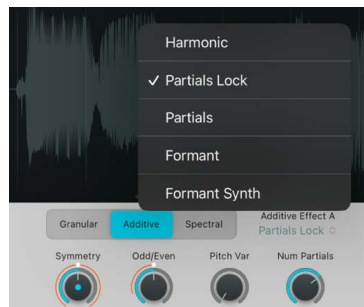 Harmonic
✓ Partials Lock
Partials
Formant
Formant Synth
Granular Additive Spectral
Additive Effect A
Partials Lock
Symmetry Odd/Even Pitch Var Num Partials